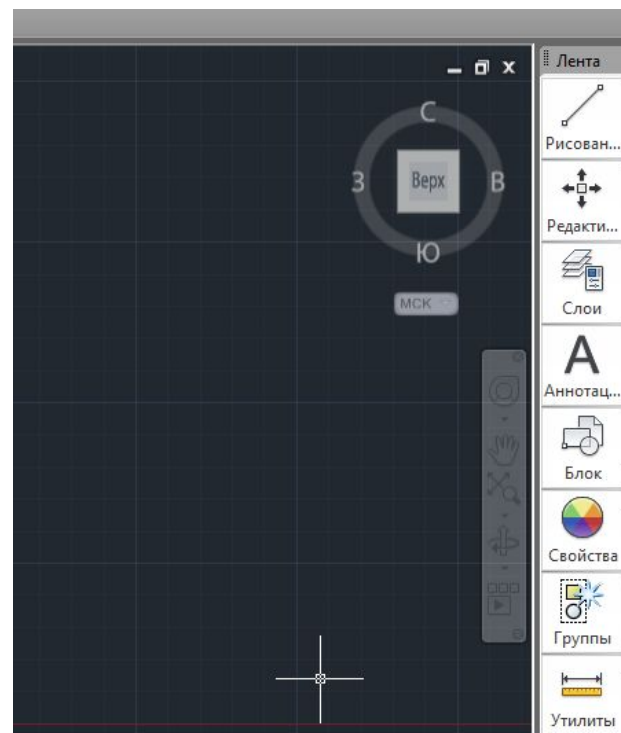 Лента
С
Рисован...
З
Верх
В
Редакти...
Ю
МСК
Слои
А
Аннотац...
Блок
Свойства
Группы
Утилиты